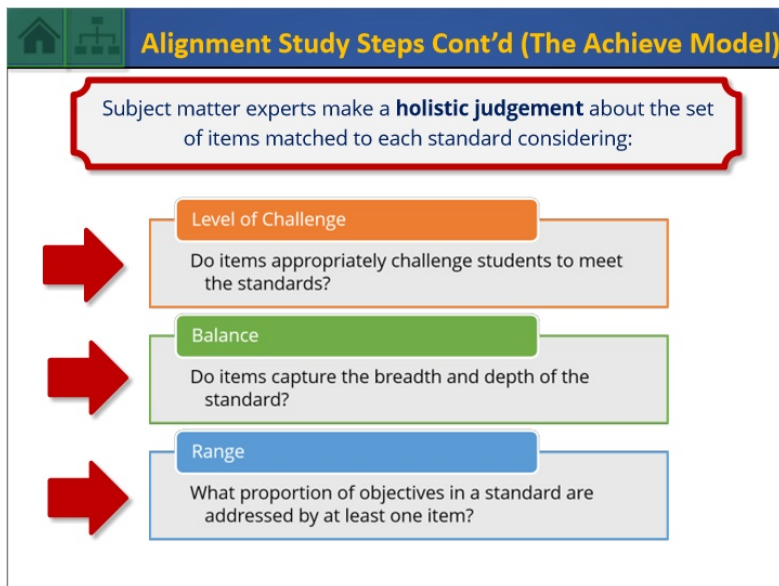 Alignment Study Steps Cont'd (The Achieve Model)
Subject matter experts make a holistic judgement about the set
of items matched to each standard considering:
Level of Challenge
Do items appropriately challenge students to meet
the standards?
Balance
Do items capture the breadth and depth of the
standard?
Range
What proportion of objectives in a standard are
addressed by at least one item?